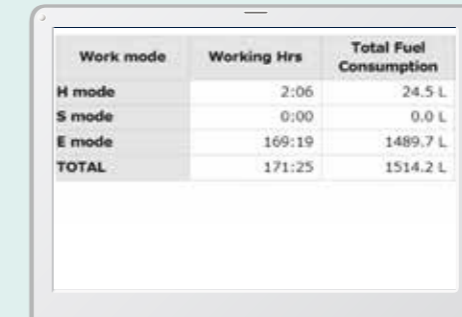 Work mode Working Hrs Total Fuel
Consumption
H mode 2:06 24.5 L
S mode 0:00 0.0 L
E mode 169:19 1489.7 L
TOTAL 171:25 1514.2 L